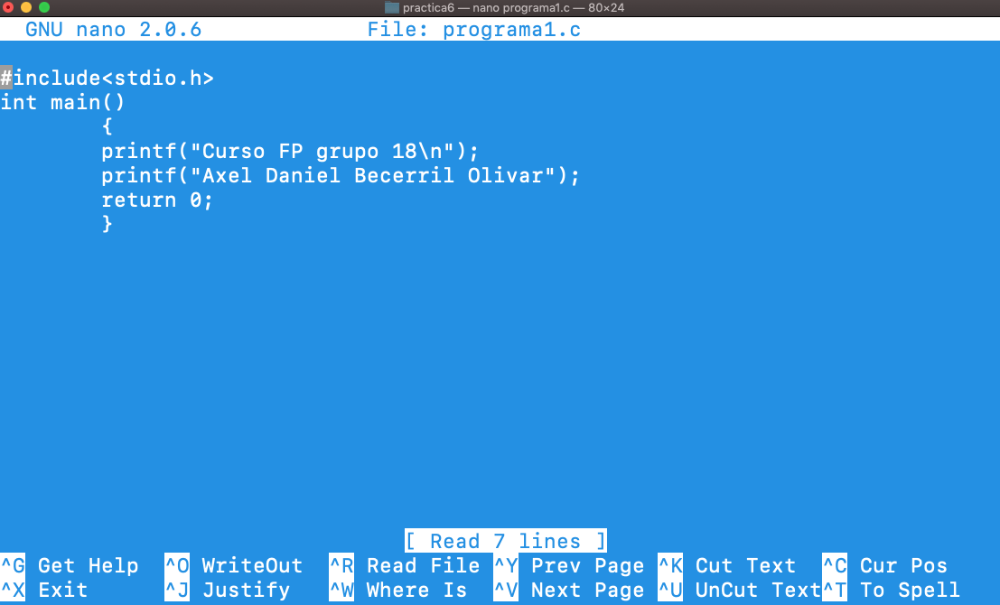 practica6 — nano programa1.c — 80×24
GNU nano 2.0.6 File: programa1.c
#include<stdio.h>
int main()
{
printf("Curso FP grupo 18\n");
printf("Axel Daniel Becerril Olivar");
return 0;
}
[ Read 7 lines ]
^G Get Help ^O WriteOut ^R Read File ^Y Prev Page ^K Cut Text ^C Cur Pos
^X Exit ^J Justify ^W Where Is ^V Next Page ^U UnCut Text ^T To Spell